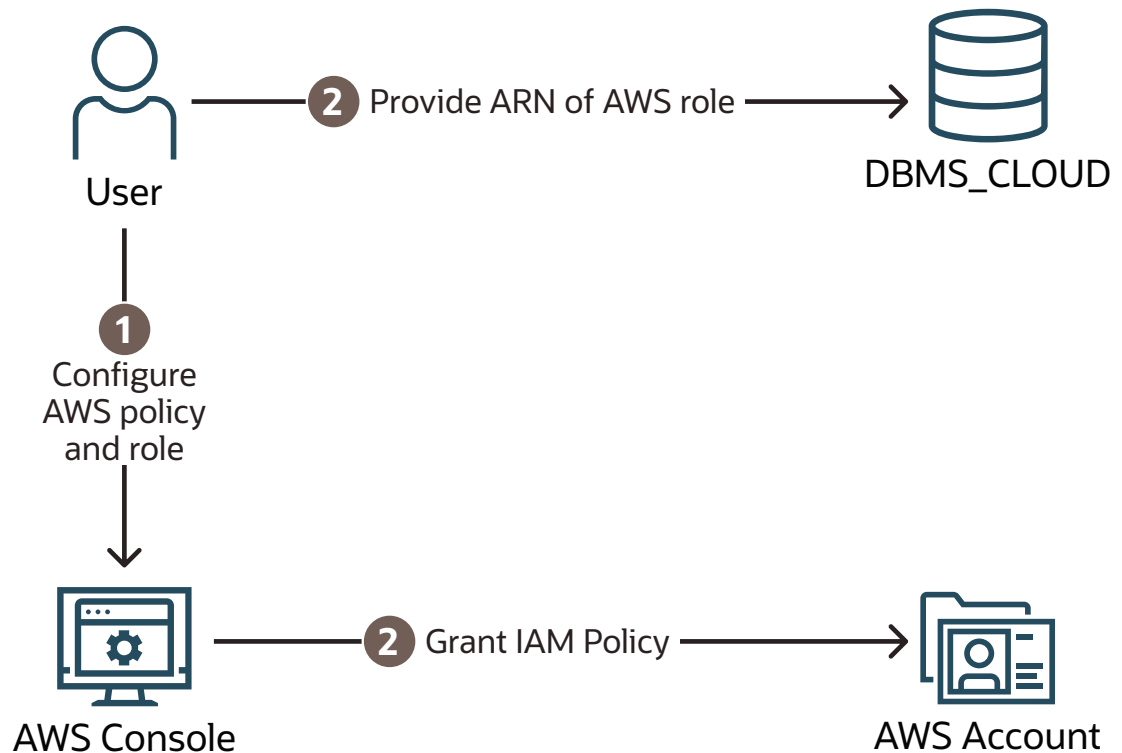 2 Provide ARN of AWS role
User
DBMS_CLOUD
1
Configure
AWS policy
and role
2 Grant IAM Policy
AWS Console
AWS Account